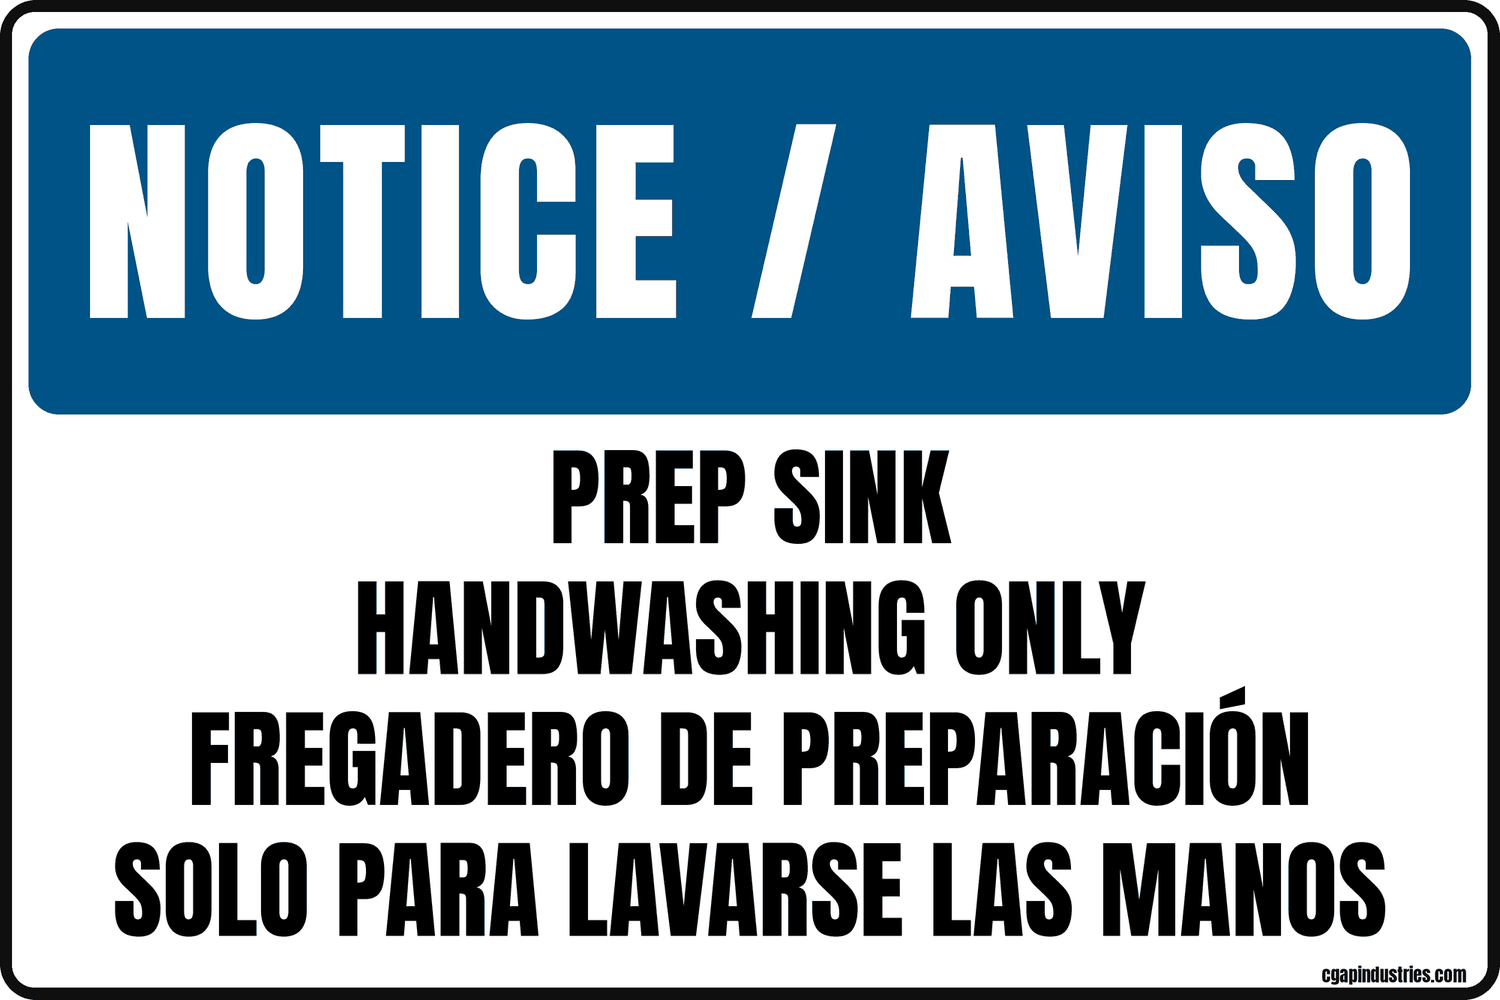 NOTICE / AVISO
PREP SINK
HANDWASHING ONLY
FREGADERO DE PREPARACIÓN
SOLO PARA LAVARSE LAS MANOS
cgapindustries.com